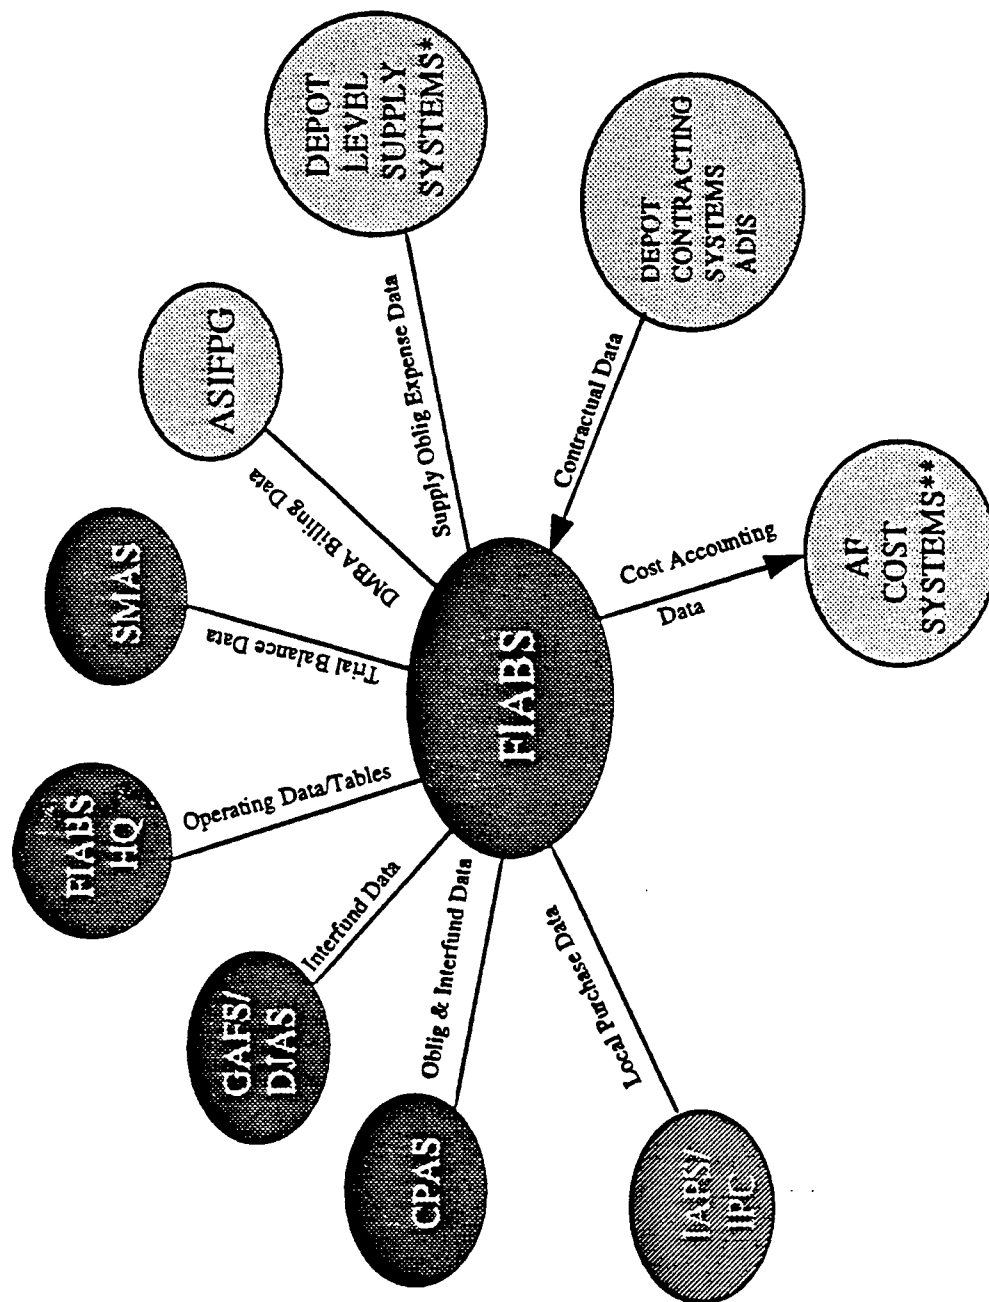 FIABS
HQ
SMAS
GAFS/
DJAS
ASIFPG
CPAS
DEPOT
LEVEL
SUPPLY
SYSTEMS*
Operating Data/Tables
Trial Balance Data
Interfund Data
DMBA Billing Data
Oblig & Interfund Data
Supply Oblig Expense Data
FIABS
Local Purchase Data
Contractual Data
Cost Accounting
Data
IAPS/
IPC
DEPOT
CONTRACTING
SYSTEMS
ADIS
AF
COST
SYSTEMS**